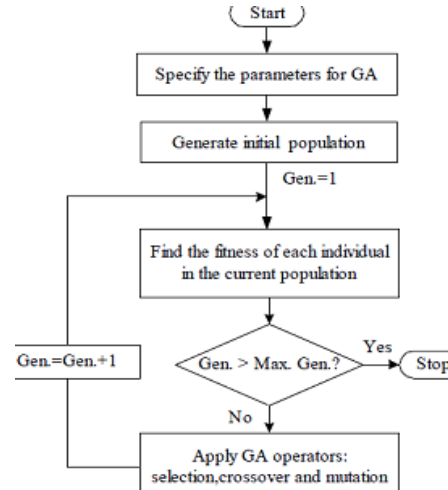 Start
Specify the parameters for GA
Generate initial population
Gen.=1
Find the fitness of each individual
in the current population
Gen. > Max. Gen.?
Yes
Stop
Gen.=Gen.+1
No
Apply GA operators:
selection,crossover and mutation